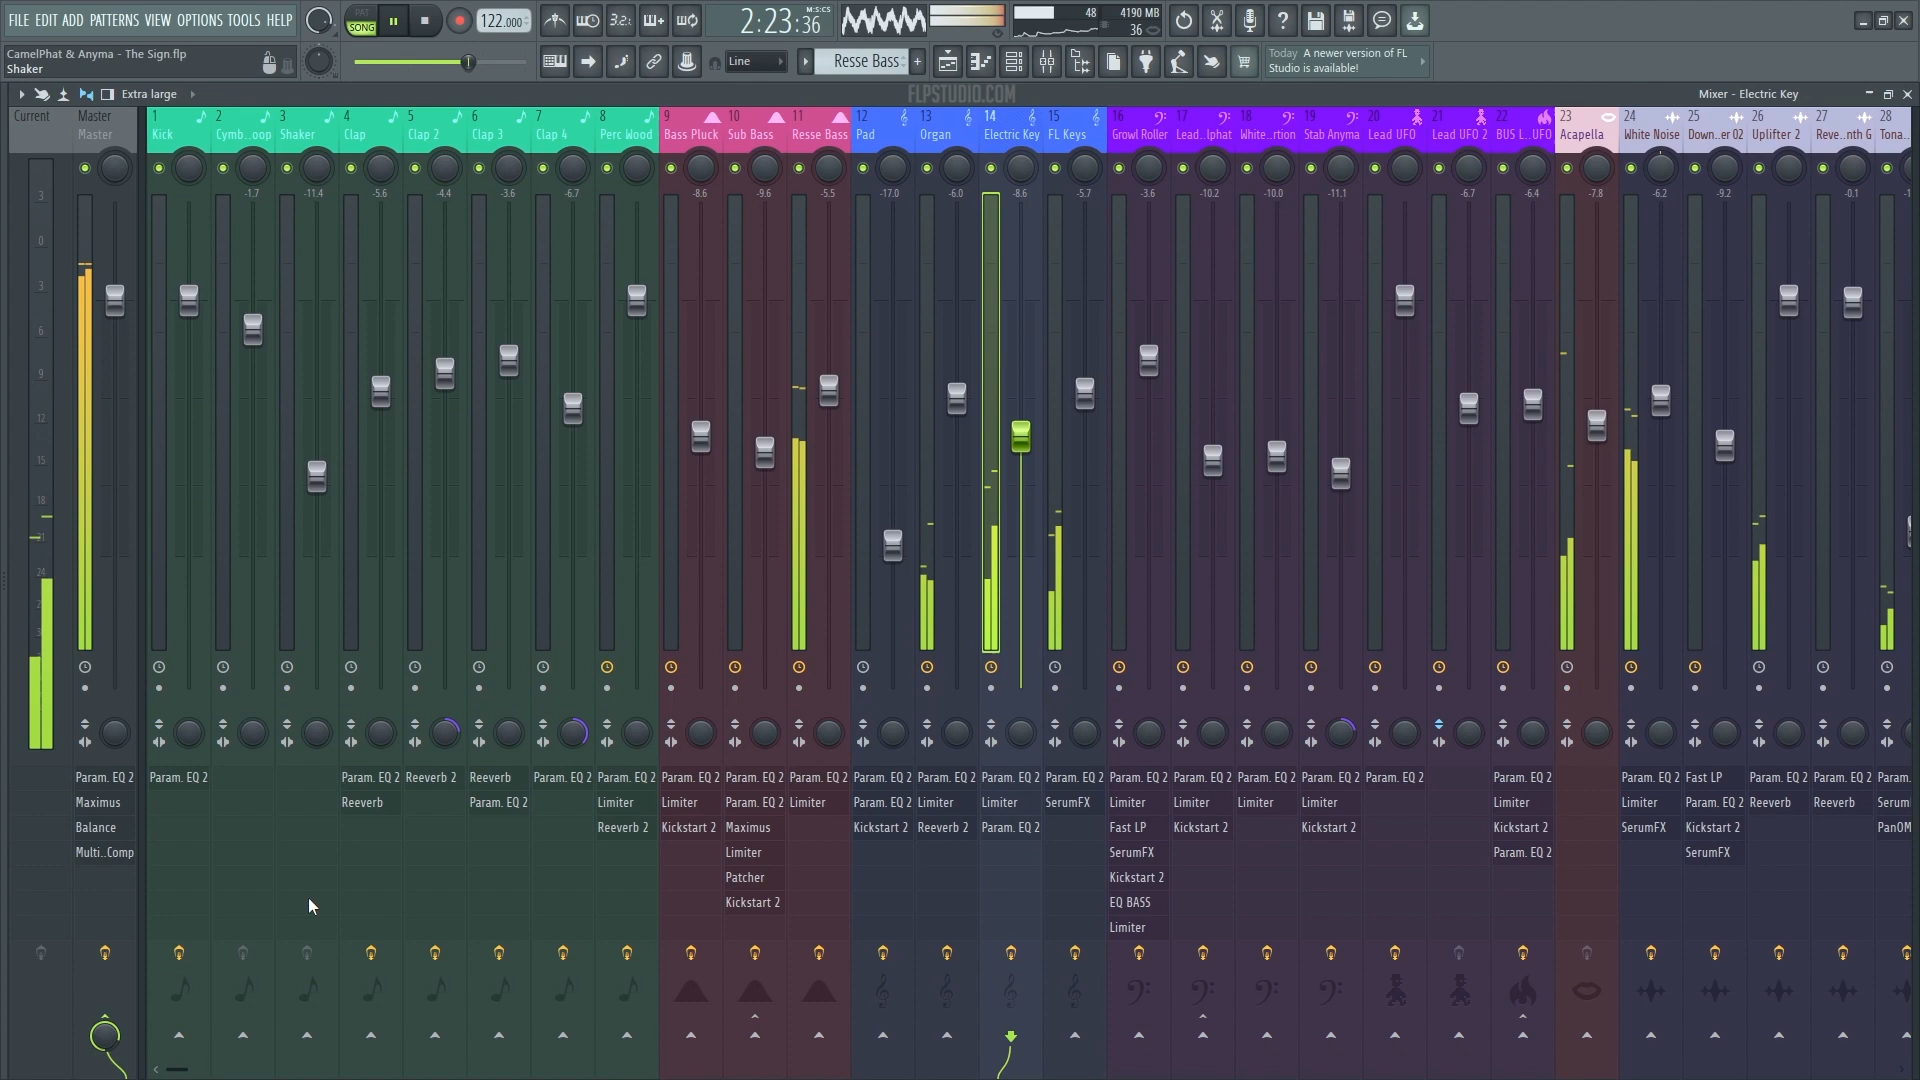 FILE EDIT ADD PATTERNS VIEW OPTIONS TOOLS HELP
PAT
SONG
122.000
3.2.
2:23:36
M:S:CS
48
4190 MB
36
CamelPhat & Anyma - The Sign.flp
Shaker
Line
Resse Bass
Today A newer version of FL
Studio is available!
Extra large
FLPSTUDIO.COM
Mixer - Electric Key
Current
Master
Master
1 2 3 4 5 6 7 8 9 10 11 12 13 14 15 16 17 18 19 20 21 22 23 24 25 26 27 28
Kick Cymb..oop Shaker Clap Clap 2 Clap 3 Clap 4 Perc Wood Bass Pluck Sub Bass Resse Bass Pad Organ Electric Key FL Keys Growl Roller Lead..lphat White..rtion Stab Anyma Lead UFO Lead UFO 2 BUS L...UFO Acapella White Noise Down..er 02 Uplifter 2 Reve..nth G Tona..
-1.7 -11.4 -5.6 -4.4 -3.6 -6.7 -8.6 -9.6 -5.5 -17.0 -6.0 -8.6 -5.7 -3.6 -10.2 -10.0 -11.1 -6.7 -6.4 -7.8 -6.2 -9.2 -0.1
3
0
3
6
9
12
15
18
21
24
Param. EQ 2 Param. EQ 2 Param. EQ 2 Reeverb 2 Reeverb Param. EQ 2 Param. EQ 2 Param. EQ 2 Param. EQ 2 Param. EQ 2 Param. EQ 2 Param. EQ 2 Param. EQ 2 Param. EQ 2 Param. EQ 2 Param. EQ 2 Param. EQ 2 Param. EQ 2 Param. EQ 2 Param. EQ 2 Param. EQ 2 Fast LP Param. EQ 2 Param. EQ 2 Param.
Maximus Reeverb Param. EQ 2 Limiter Limiter Param. EQ 2 Limiter Param. EQ 2 Limiter Limiter SerumFX Limiter Limiter Limiter Limiter Limiter Limiter Param. EQ 2 Reeverb Reeverb Serum
Balance Reeverb 2 Kickstart 2 Maximus Kickstart 2 Reeverb 2 Param. EQ 2 Fast LP Kickstart 2 Kickstart 2 Kickstart 2 SerumFX Kickstart 2 PanOM
Multi..Comp Limiter SerumFX Param. EQ 2 SerumFX
Patcher Kickstart 2
Kickstart 2 EQ BASS
Limiter